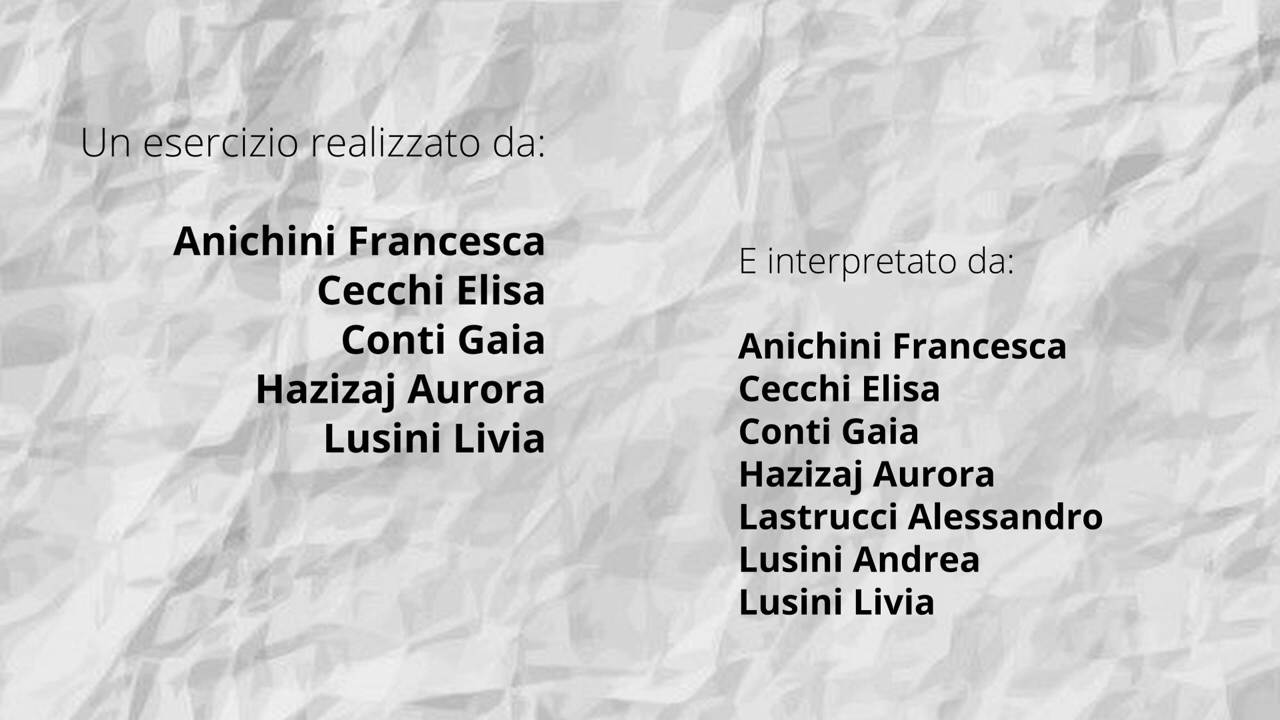 Un esercizio realizzato da:
Anichini Francesca
Cecchi Elisa
Conti Gaia
Hazizaj Aurora
Lusini Livia
E interpretato da:
Anichini Francesca
Cecchi Elisa
Conti Gaia
Hazizaj Aurora
Lastrucci Alessandro
Lusini Andrea
Lusini Livia